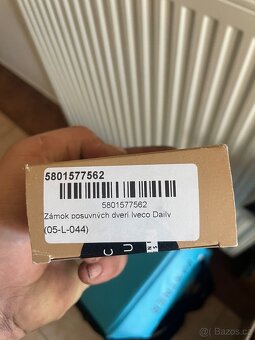 5801577562
5801577562
Zámok posuvných dverí Iveco Daily
(05-L-044)
© Bazos.cz